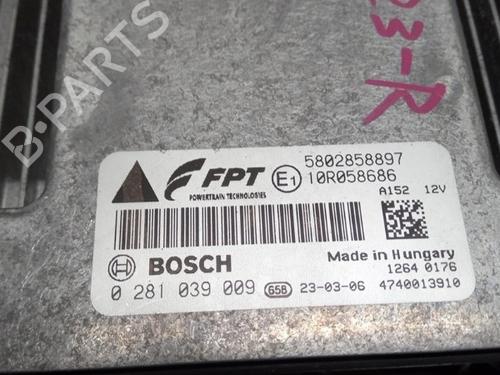 B-PARTS
23-R
FPT
POWERTRAIN TECHNOLOGIES
E1
5802858897
10R058686
A152 12V
BOSCH
Made in Hungary
1264 0176
0 281 039 009 65B 23-03-06 4740013910